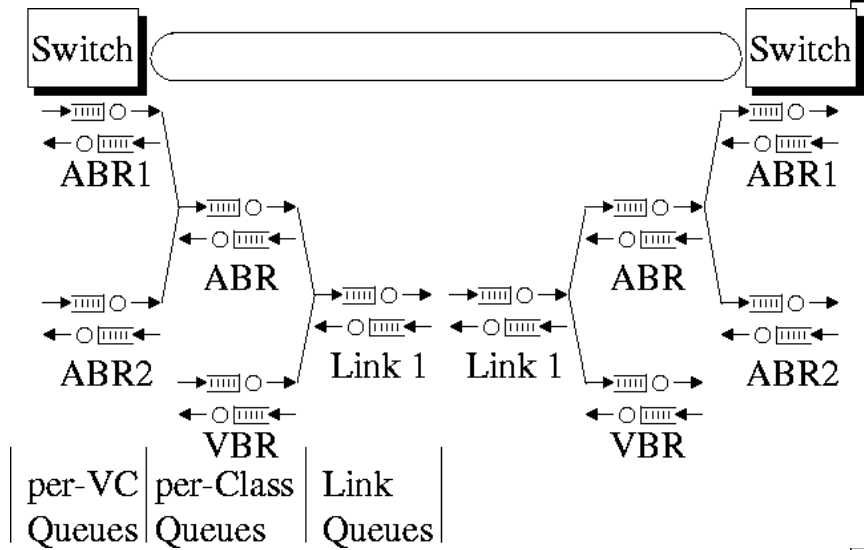 Switch
Switch
ABR1
ABR1
ABR
ABR
ABR2
Link 1
Link 1
ABR2
VBR
VBR
per-VC
Queues
per-Class
Queues
Link
Queues